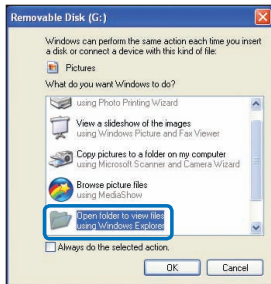 Removable Disk (G:)
Windows can perform the same action each time you insert
a disk or connect a device with this kind of file:
Pictures
What do you want Windows to do?
using Photo Printing Wizard
View a slideshow of the images
using Windows Picture and Fax Viewer
Copy pictures to a folder on my computer
using Microsoft Scanner and Camera Wizard
Browse picture files
using MediaShow
Open folder to view files
using Windows Explorer
Always do the selected action.
OK
Cancel